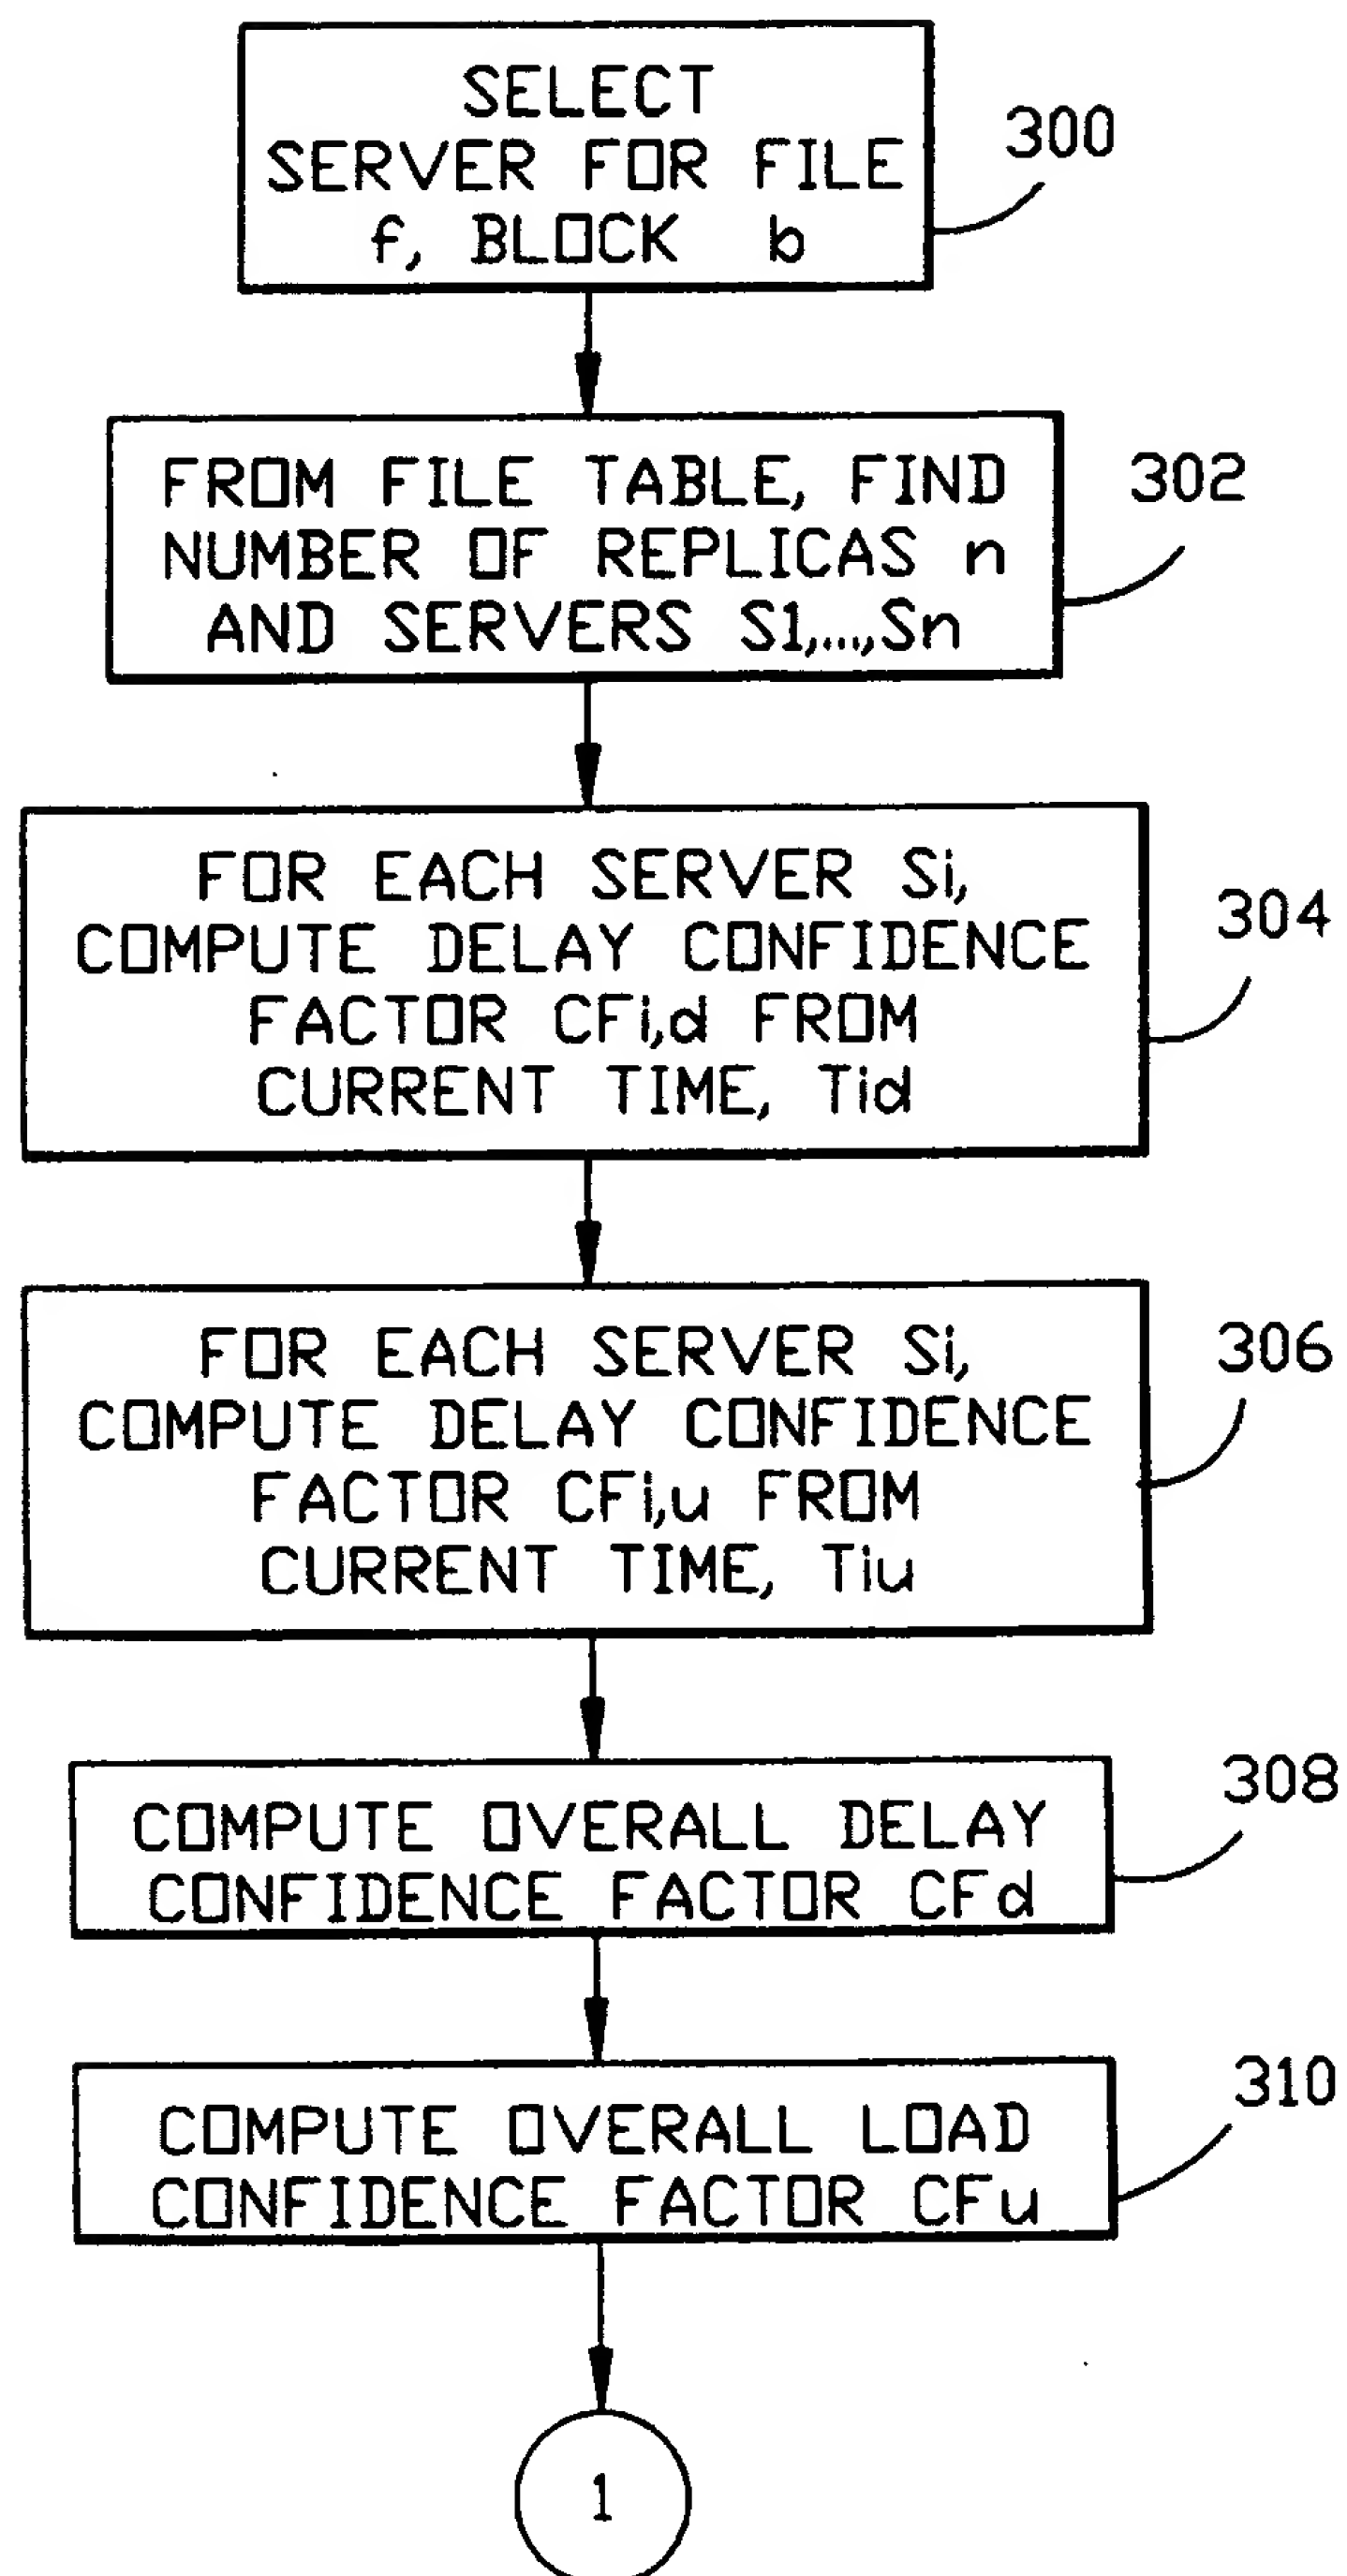 SELECT
SERVER FOR FILE
f, BLOCK b
300
FROM FILE TABLE, FIND
NUMBER OF REPLICAS n
AND SERVERS S1,...,Sn
302
FOR EACH SERVER Si,
COMPUTE DELAY CONFIDENCE
FACTOR CFi,d FROM
CURRENT TIME, Tid
304
FOR EACH SERVER Si,
COMPUTE DELAY CONFIDENCE
FACTOR CFi,u FROM
CURRENT TIME, Tiu
306
COMPUTE OVERALL DELAY
CONFIDENCE FACTOR CFd
308
COMPUTE OVERALL LOAD
CONFIDENCE FACTOR CFu
310
1